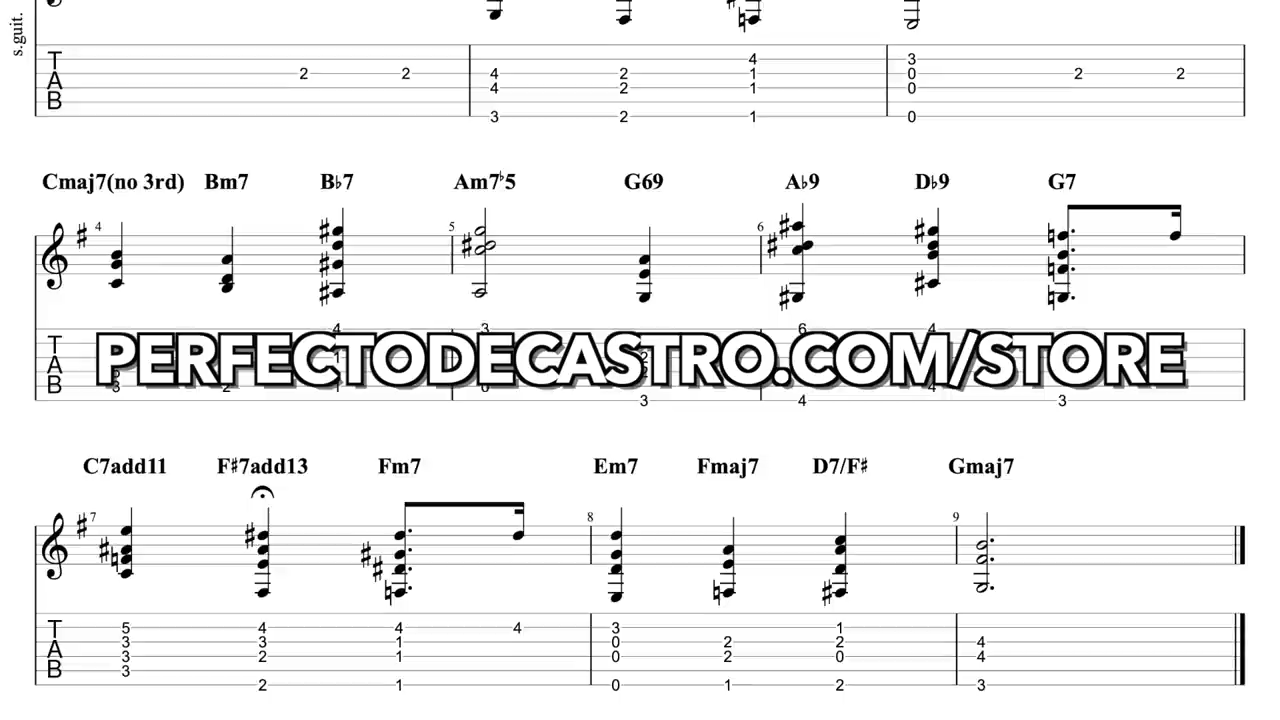 s.guit.
4
3
T
2
2
4
2
1
0
2
2
A
4
2
1
0
B
3
2
1
0
Cmaj7(no 3rd) Bm7 B♭7 Am7♭5 G69 A♭9 D♭9 G7
4 5 6
PERFECTODECASTRO.COM/STORE
3 4 3
C7add11 F♯7add13 Fm7 Em7 Fmaj7 D7/F♯ Gmaj7
7 8 9
T 5 4 4 4 3 1
A 3 3 1 0 2 2 4
3 2 1 0 2 0 4
B 3
2 1 0 1 2 3